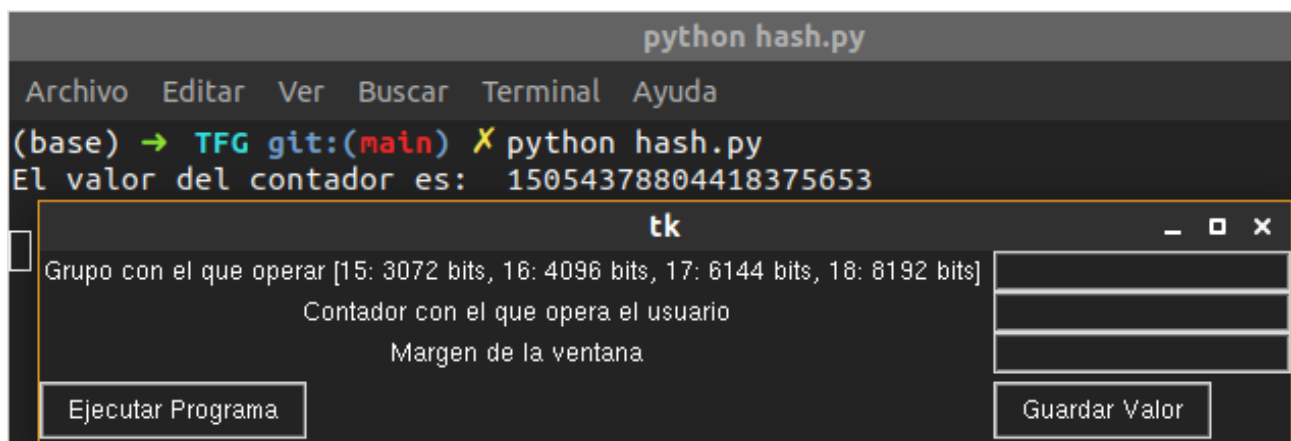 python hash.py
Archivo Editar Ver Buscar Terminal Ayuda
(base) → TFG git:(main) ✗ python hash.py
El valor del contador es: 15054378804418375653
tk
Grupo con el que operar [15: 3072 bits, 16: 4096 bits, 17: 6144 bits, 18: 8192 bits]
Contador con el que opera el usuario
Margen de la ventana
Ejecutar Programa Guardar Valor